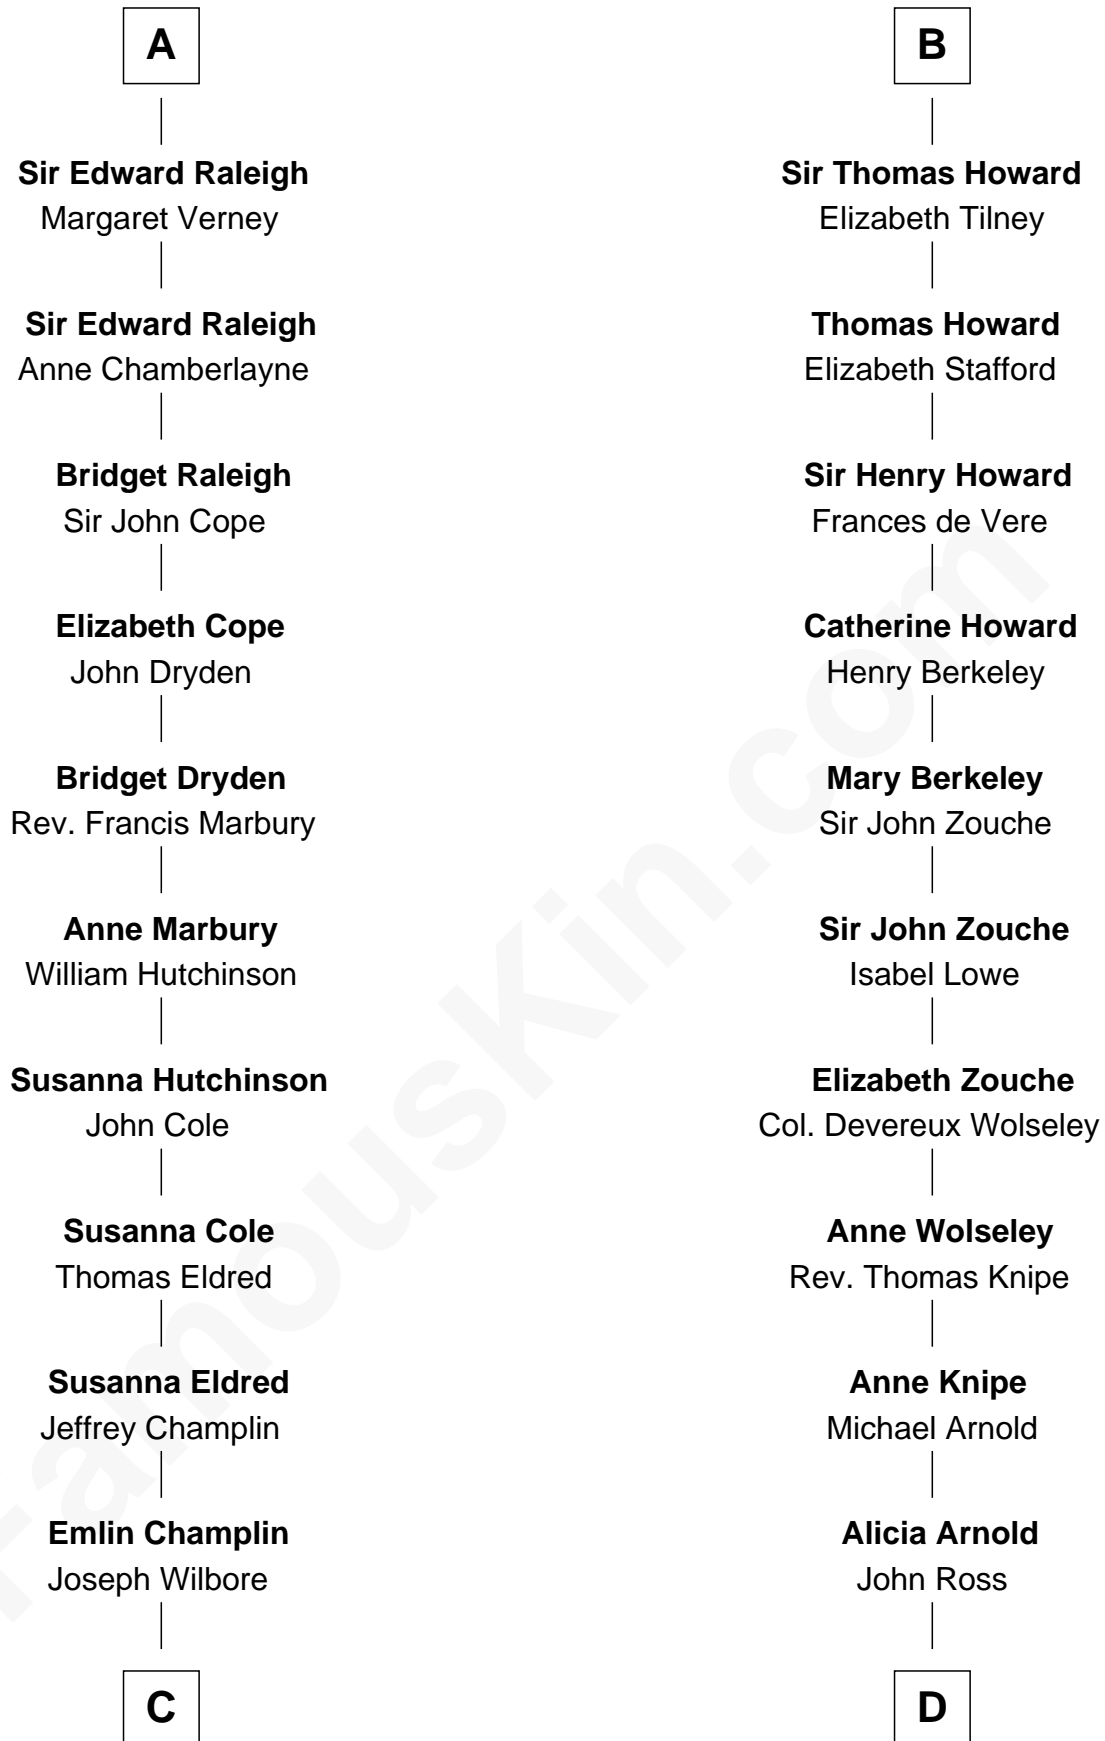 A
Sir Edward Raleigh
Margaret Verney
Sir Edward Raleigh
Anne Chamberlayne
Bridget Raleigh
Sir John Cope
Elizabeth Cope
John Dryden
Bridget Dryden
Rev. Francis Marbury
Anne Marbury
William Hutchinson
Susanna Hutchinson
John Cole
Susanna Cole
Thomas Eldred
Susanna Eldred
Jeffrey Champlin
Emlin Champlin
Joseph Wilbore
C
B
Sir Thomas Howard
Elizabeth Tilney
Thomas Howard
Elizabeth Stafford
Sir Henry Howard
Frances de Vere
Catherine Howard
Henry Berkeley
Mary Berkeley
Sir John Zouche
Sir John Zouche
Isabel Lowe
Elizabeth Zouche
Col. Devereux Wolseley
Anne Wolseley
Rev. Thomas Knipe
Anne Knipe
Michael Arnold
Alicia Arnold
John Ross
D
FamousKin.com